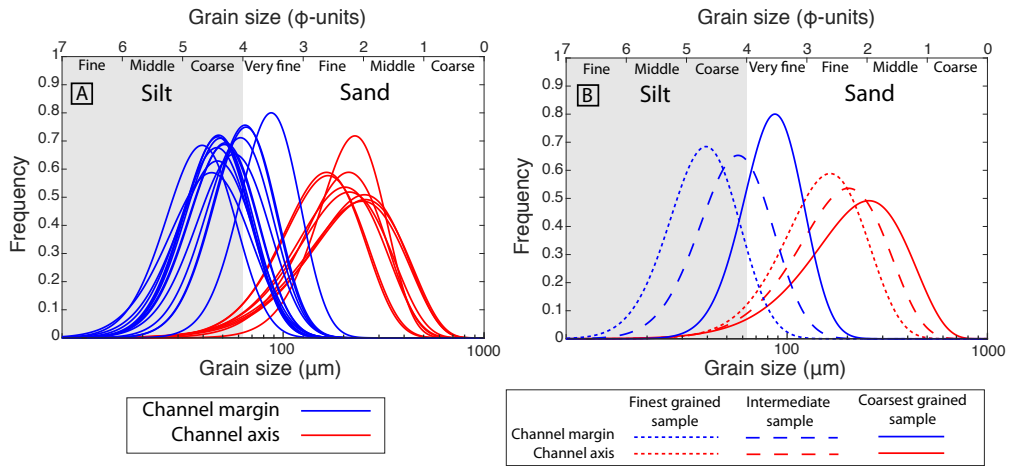 Grain size (φ-units)
7 6 5 4 3 2 1 0
Fine Middle Coarse Very fine Fine Middle Coarse
A Silt Sand
Frequency
1
0.9
0.8
0.7
0.6
0.5
0.4
0.3
0.2
0.1
0
100 1000
Grain size (μm)
Channel margin
Channel axis
Grain size (φ-units)
7 6 5 4 3 2 1 0
Fine Middle Coarse Very fine Fine Middle Coarse
B Silt Sand
Frequency
1
0.9
0.8
0.7
0.6
0.5
0.4
0.3
0.2
0.1
0
100 1000
Grain size (μm)
Finest grained Intermediate Coarsest grained
sample sample sample
Channel margin
Channel axis